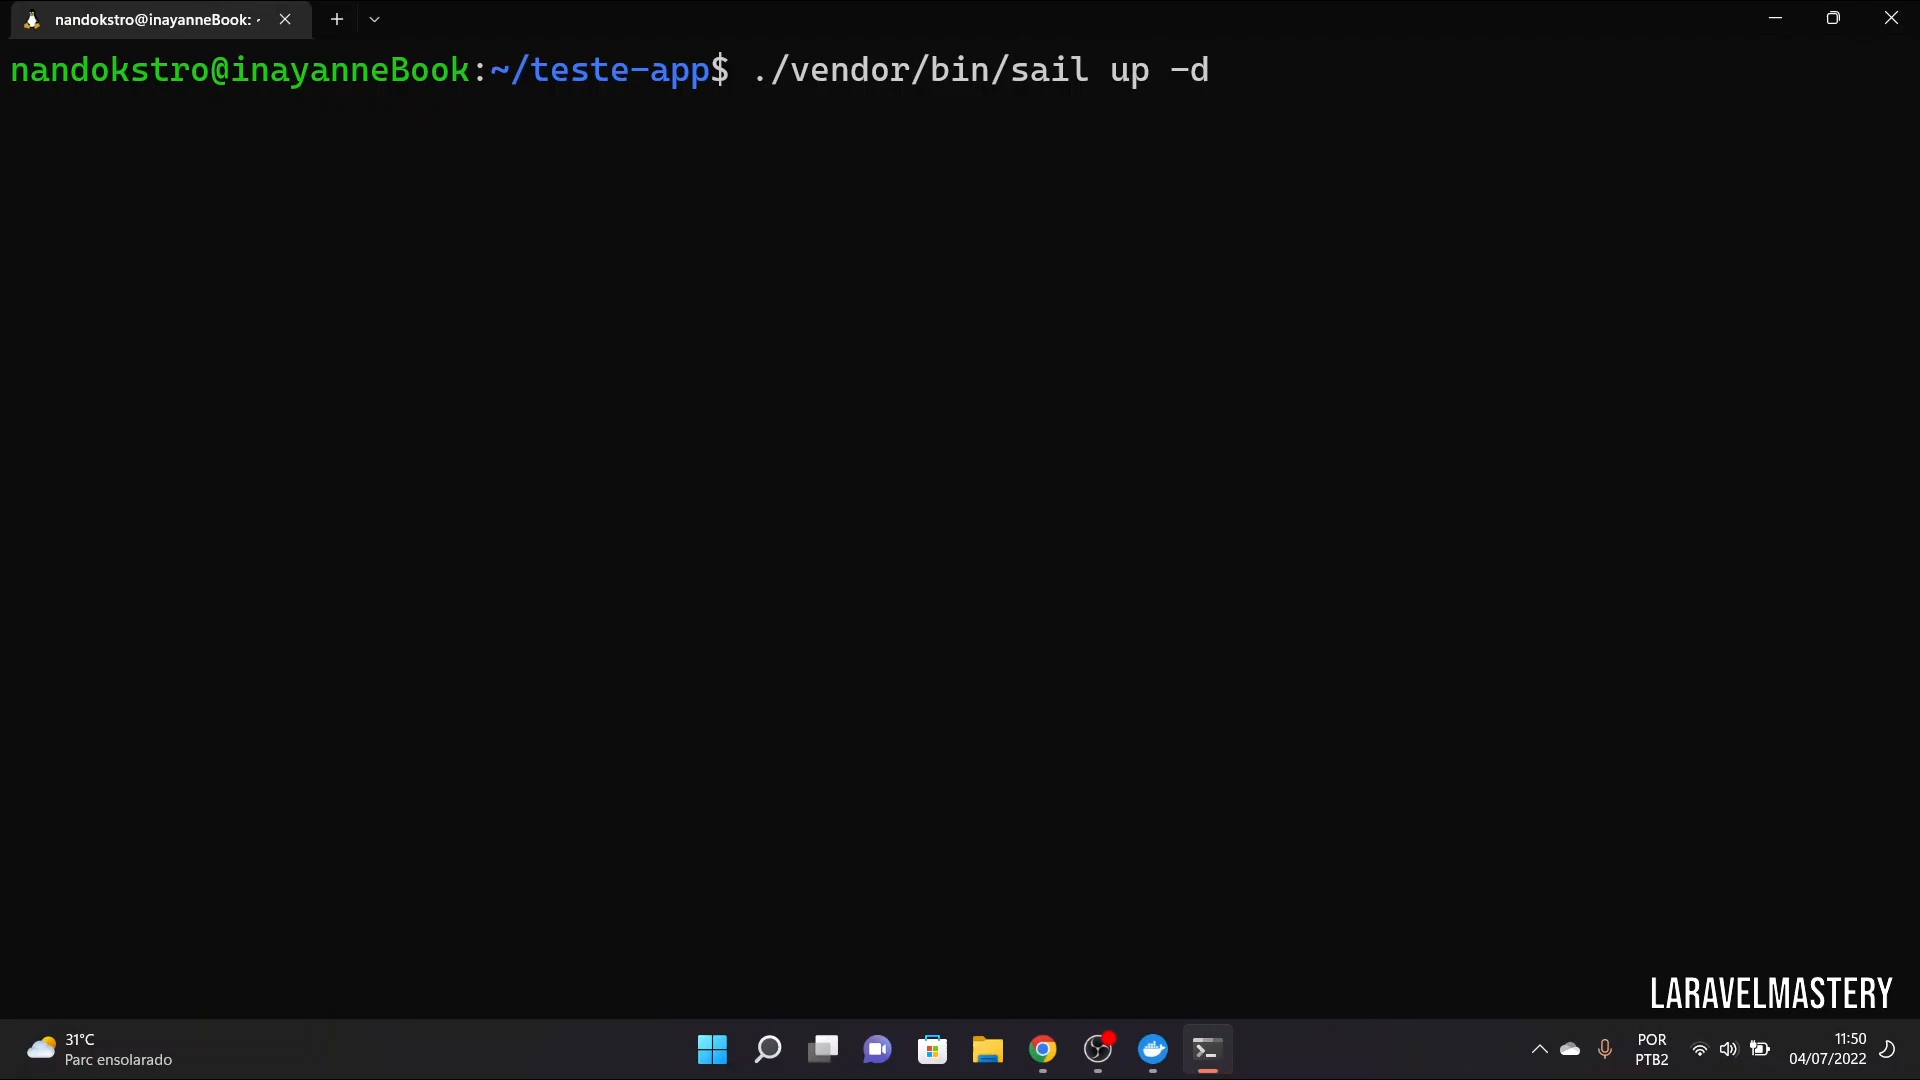 nandokstro@inayanneBook: ~
nandokstro@inayanneBook:~/teste-app$ ./vendor/bin/sail up -d
LARAVELMASTERY
31°C
Parc ensolarado
POR
PTB2
11:50
04/07/2022